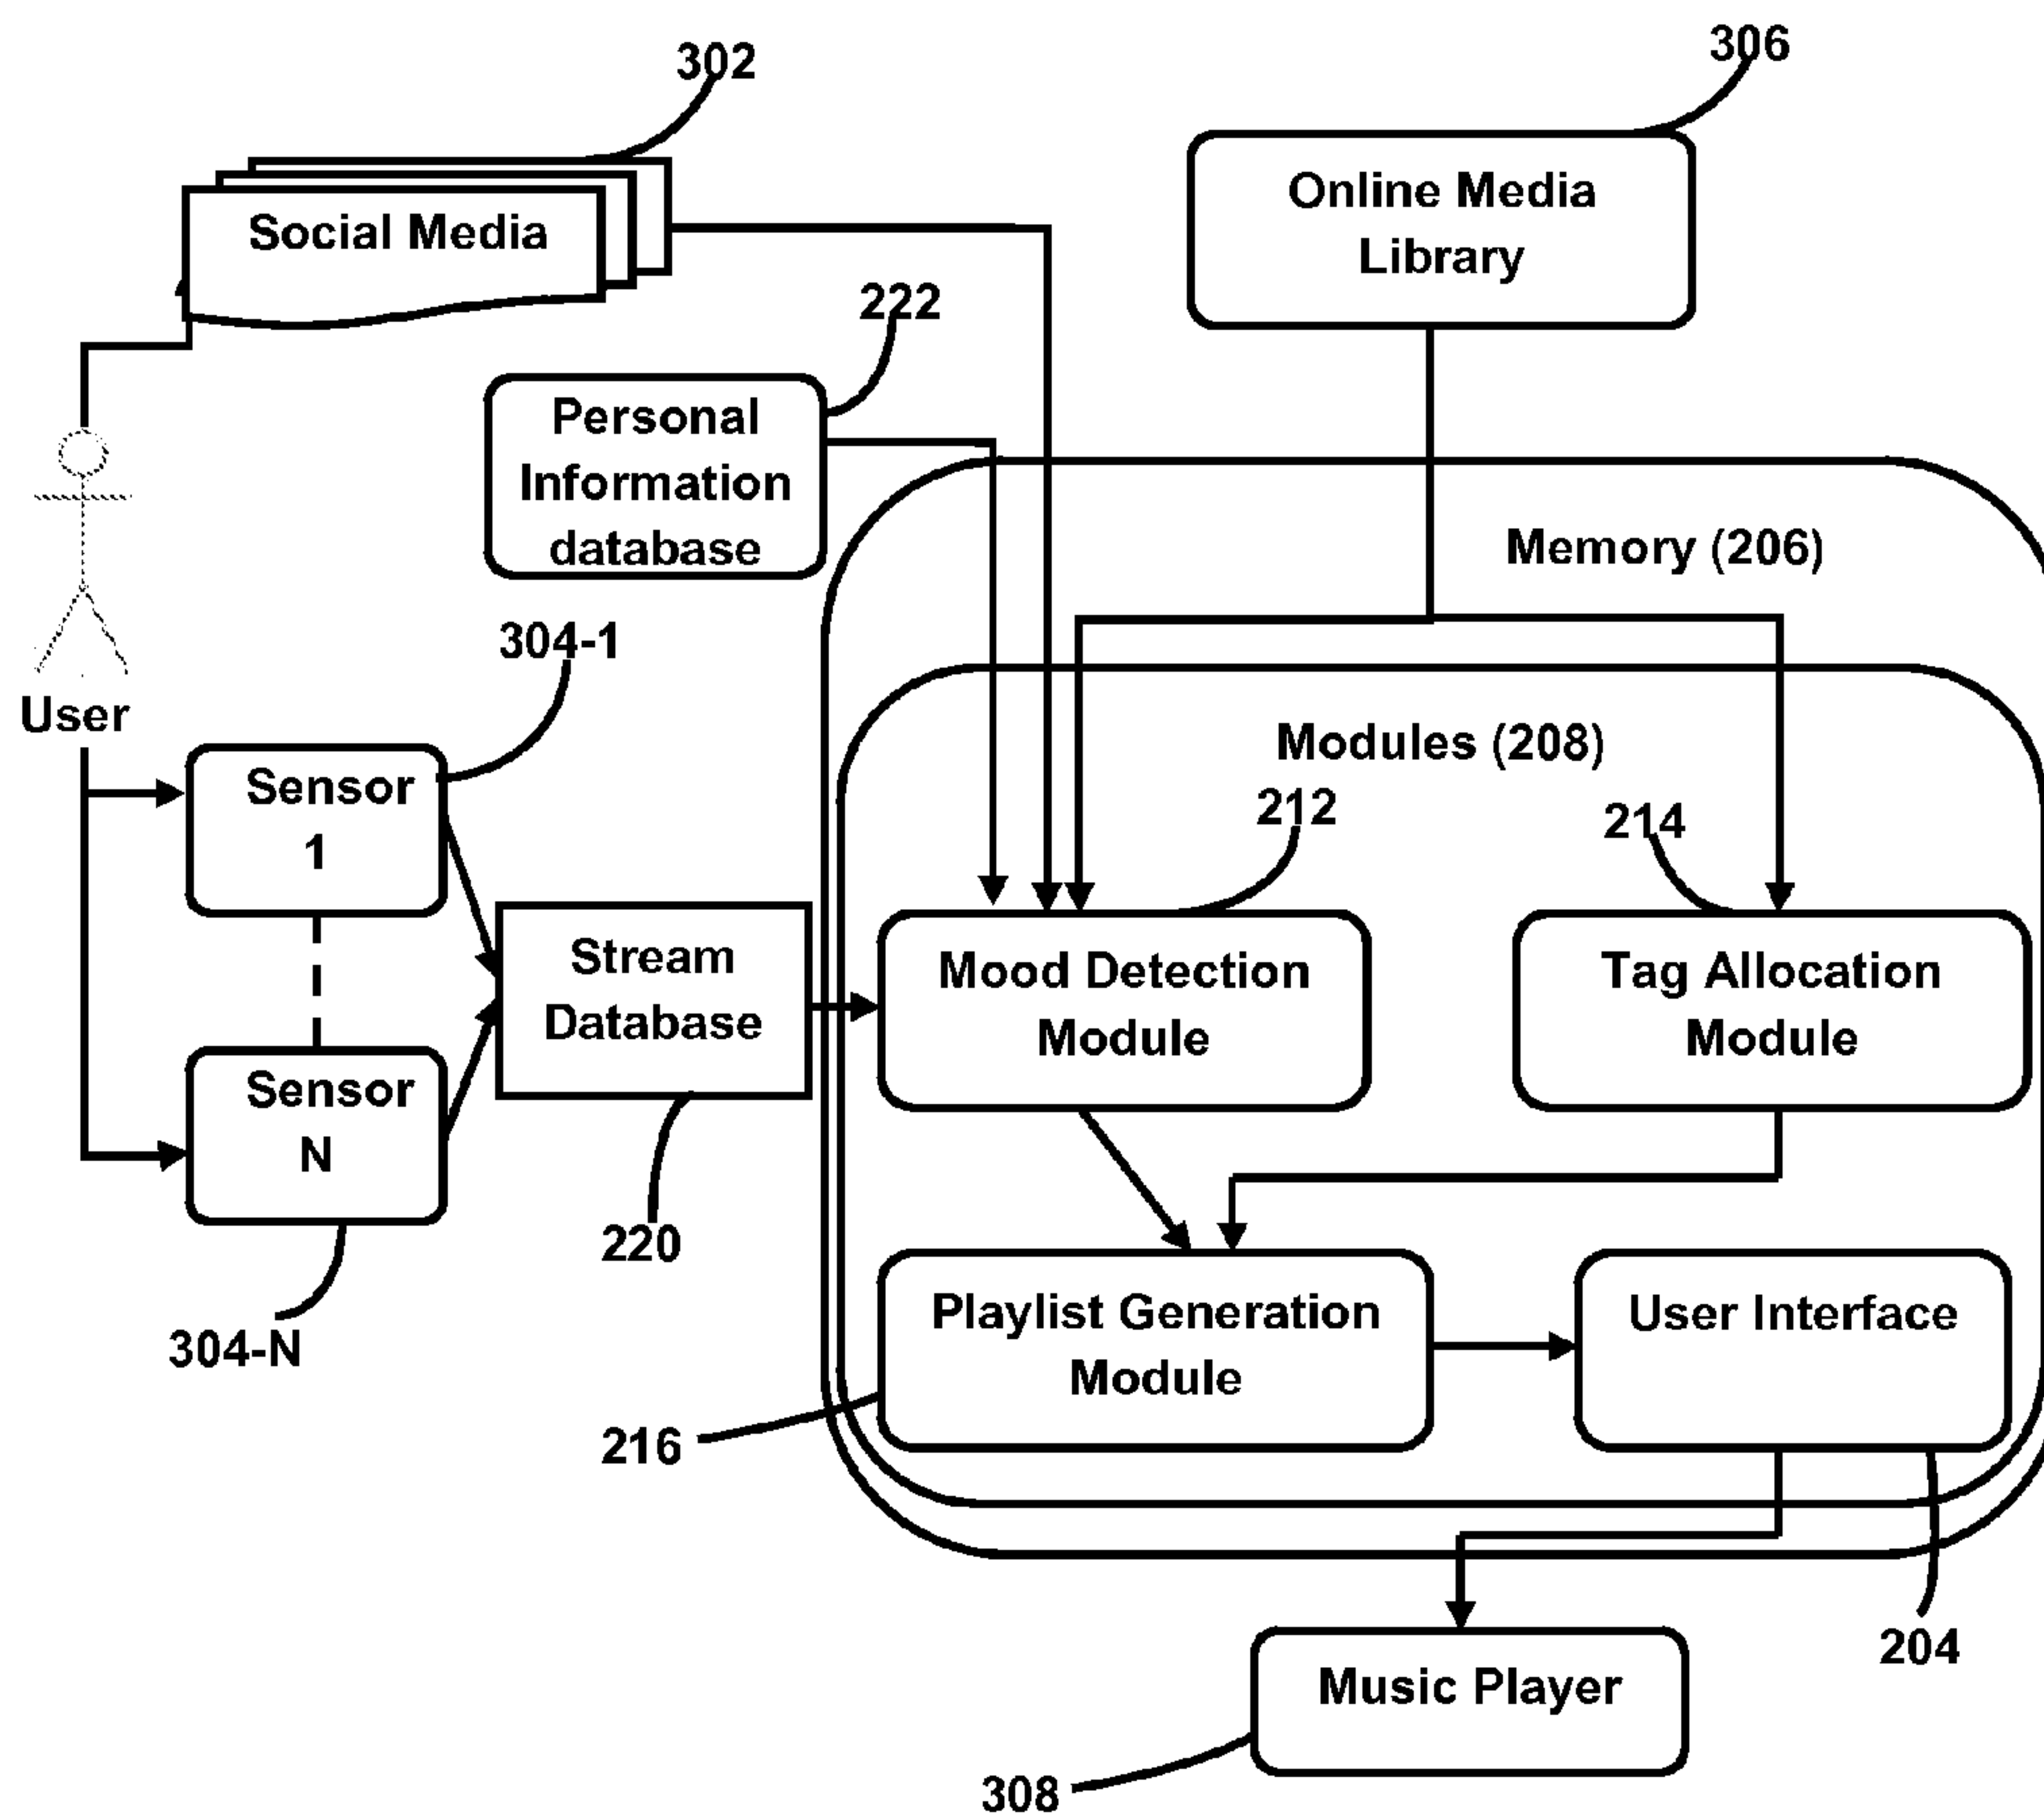 302
306
Social Media
Online Media
Library
222
Personal
Information
database
Memory (206)
304-1
User
Modules (208)
Sensor
1
212
214
Stream
Database
Mood Detection
Module
Tag Allocation
Module
Sensor
N
220
304-N
Playlist Generation
Module
User Interface
216
204
Music Player
308